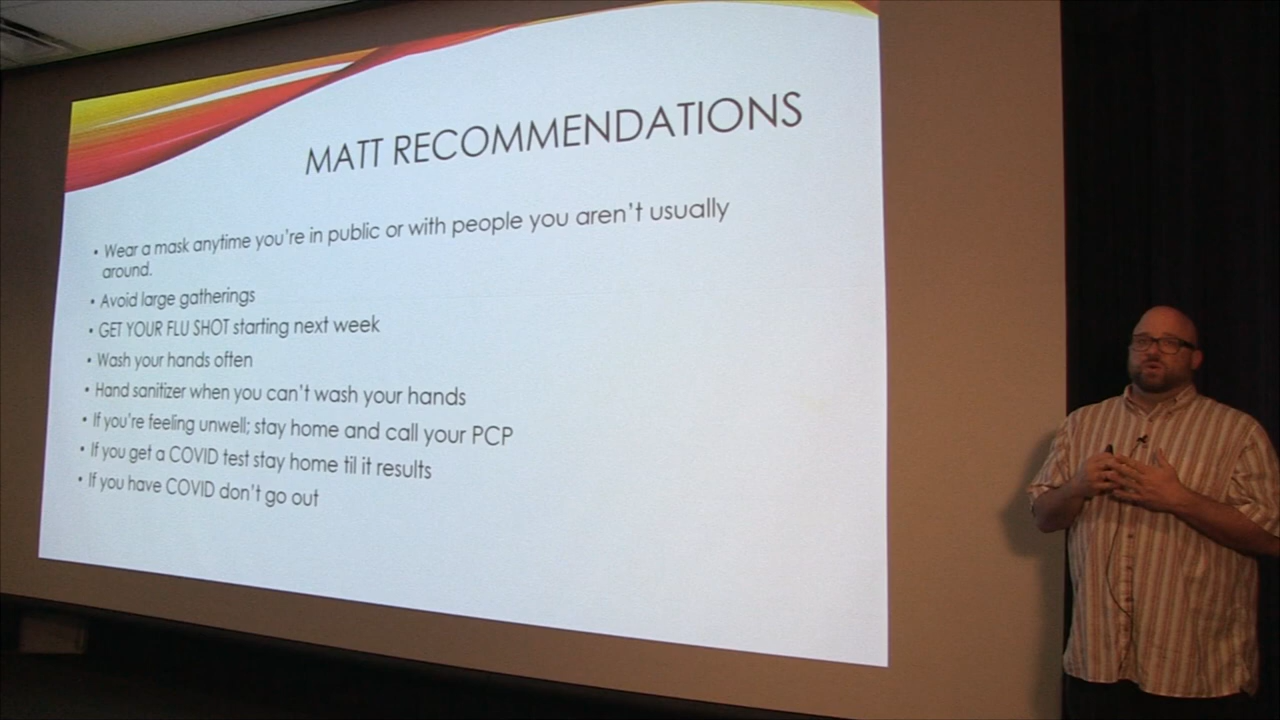 MATT RECOMMENDATIONS
• Wear a mask anytime you're in public or with people you aren't usually
around.
• Avoid large gatherings
• GET YOUR FLU SHOT starting next week
• Wash your hands often
• Hand sanitizer when you can't wash your hands
• If you're feeling unwell; stay home and call your PCP
• If you get a COVID test stay home til it results
• If you have COVID don't go out